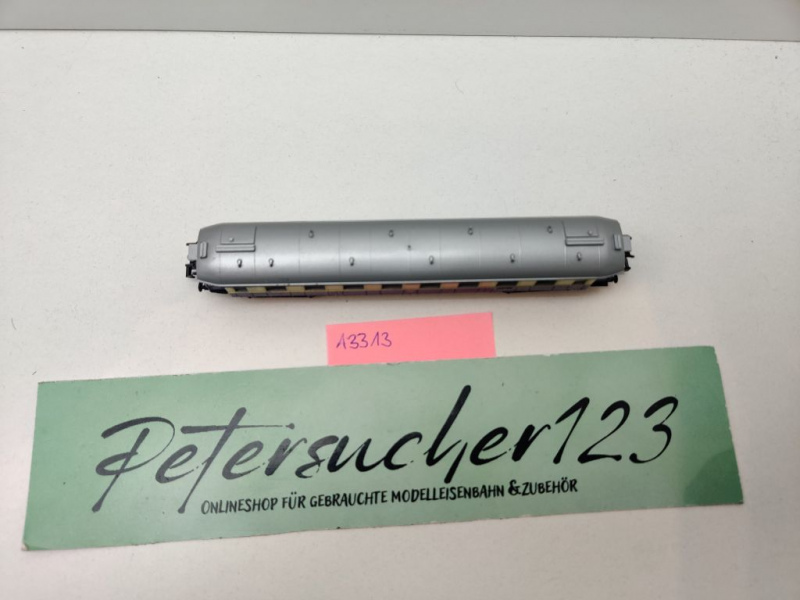 13313
Petersucher123
ONLINESHOP FÜR GEBRAUCHTE MODELLEISENBAHN & ZUBEHÖR